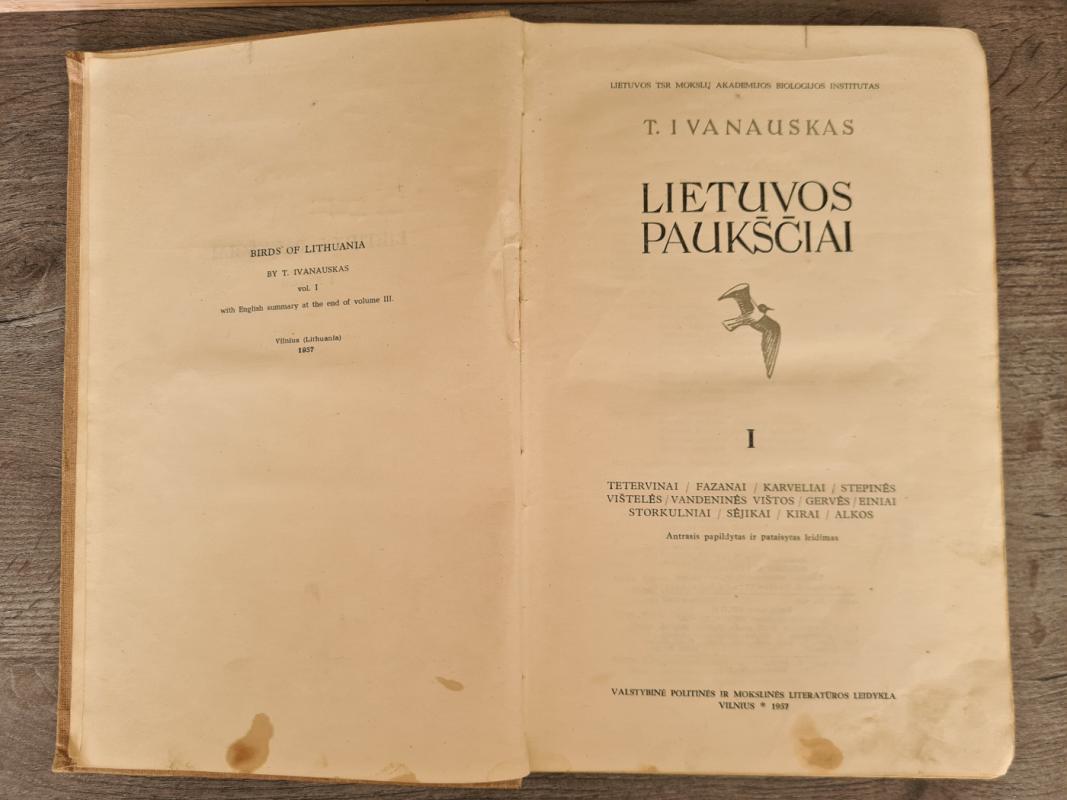 BIRDS OF LITHUANIA
BY T. IVANAUSKAS
vol. I
with English summary at the end of volume III.
Vilnius (Lithuania)
1957
LIETUVOS TSR MOKSLŲ AKADEMIJOS BIOLOGIJOS INSTITUTAS
T. IVANAUSKAS
LIETUVOS
PAUKŠČIAI
I
TETERVINAI / FAZANAI / KARVELIAI / STEPINĖS
VIŠTELĖS / VANDENINĖS VIŠTOS / GERVĖS / EINIAI
STORKULNIAI / SĖJIKAI / KIRAI / ALKOS
Antrasis papildytas ir pataisytas leidimas
VALSTYBINĖ POLITINĖS IR MOKSLINĖS LITERATŪROS LEIDYKLA
VILNIUS * 1957